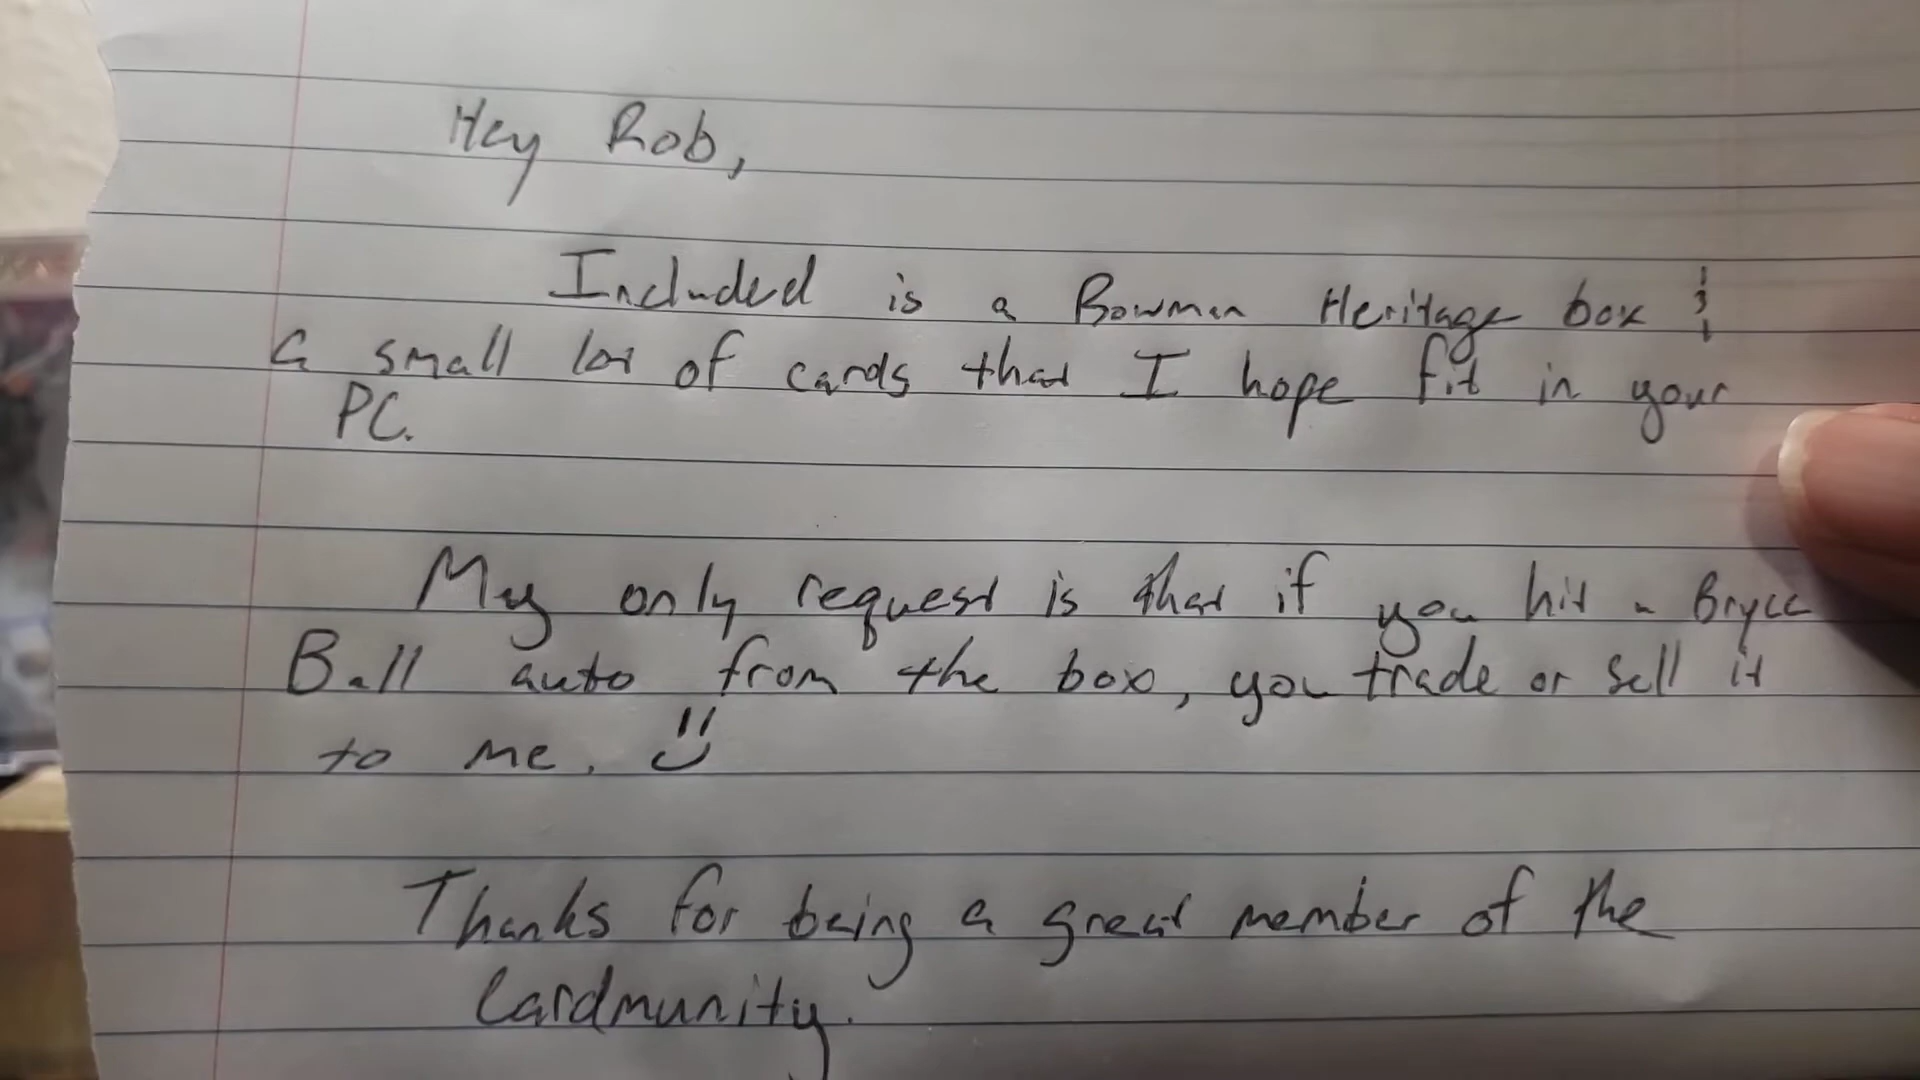 Hey Rob,
Included is a Bowman Heritage box &
a small lot of cards that I hope fit in your
PC.
My only request is that if you hit a Bryce
Ball auto from the box, you trade or sell it
to me.
Thanks for being a great member of the
Cardmunity.